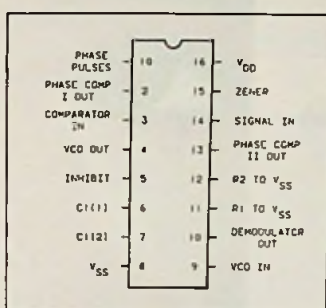 PHASE
PULSES
10
16
VDD
PHASE COMP
I OUT
2
15
ZENER
COMPARATOR
IN
3
14
SIGNAL IN
VCO OUT
4
13
PHASE COMP
II OUT
INHIBIT
5
12
R2 TO VSS
C1(1)
6
11
R1 TO VSS
C1(2)
7
10
DEMODULATOR
OUT
VSS
8
9
VCO IN